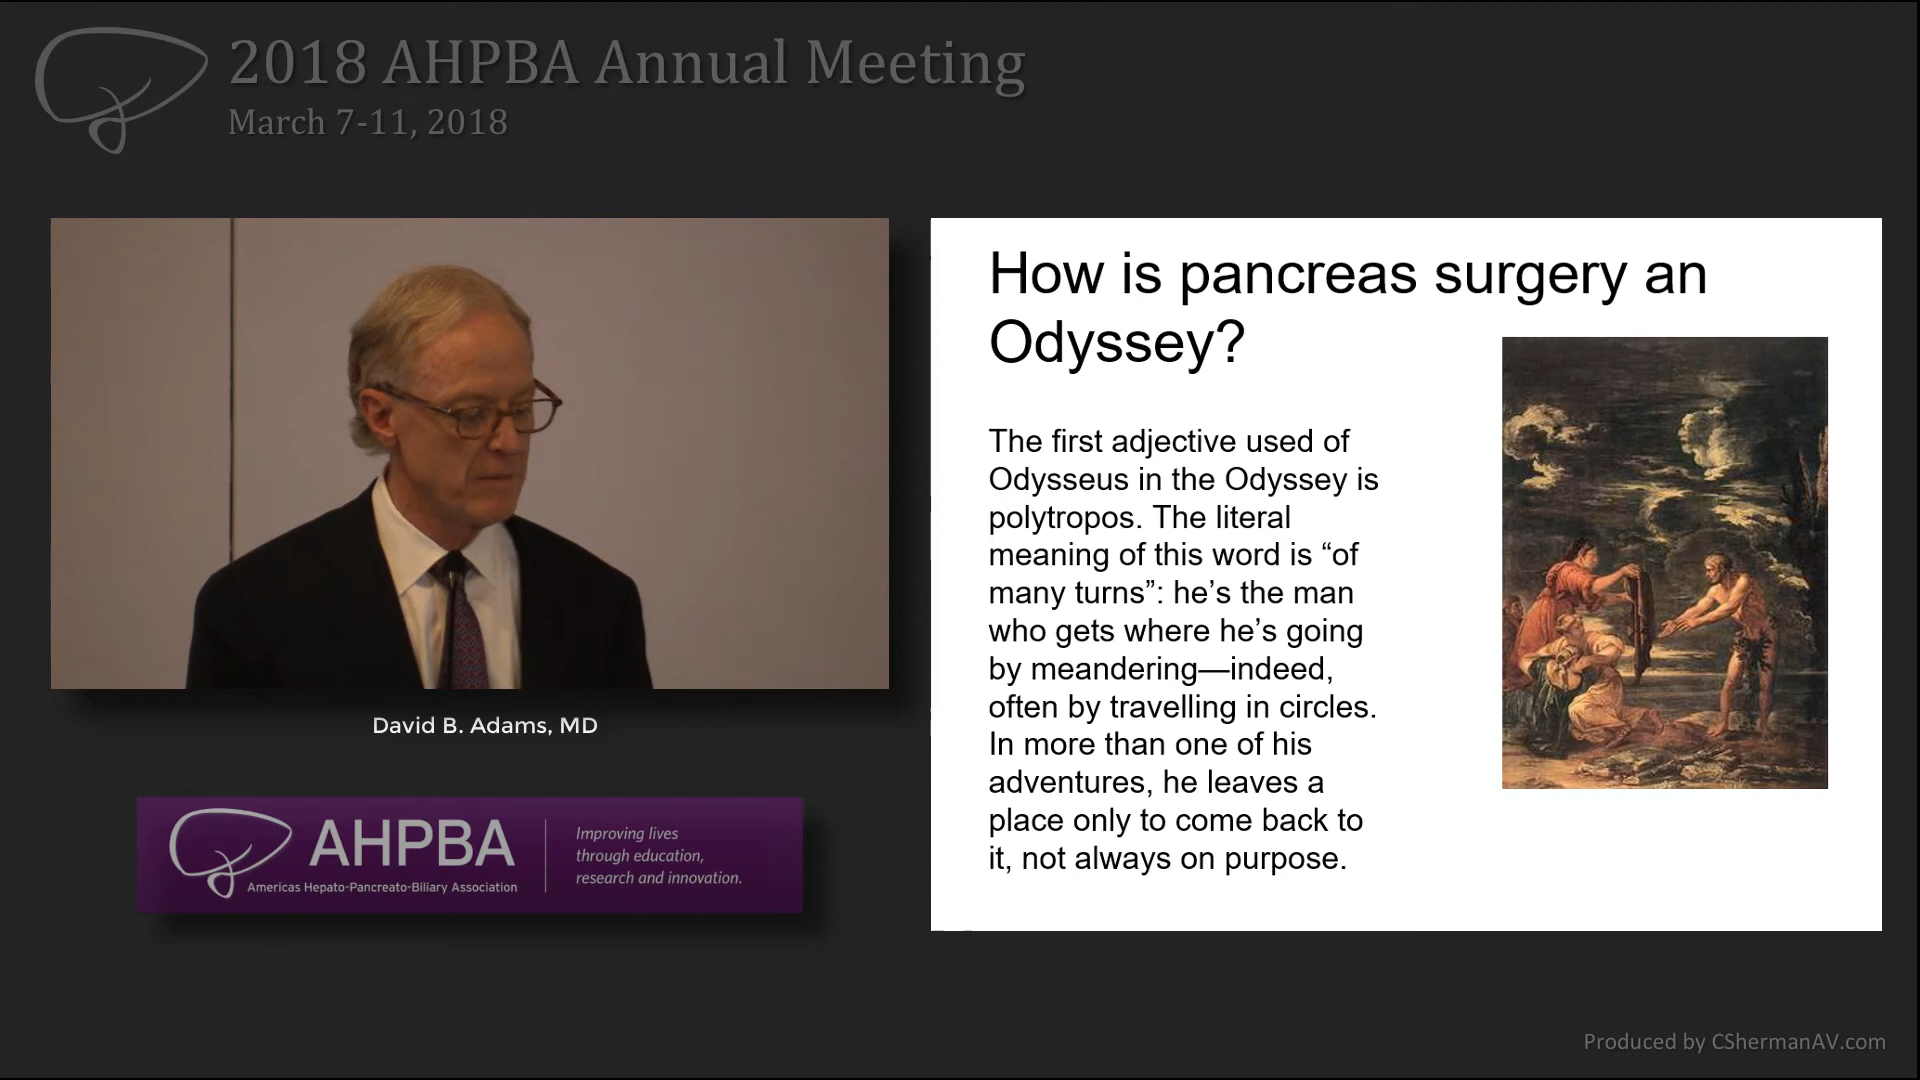 2018 AHPBA Annual Meeting
March 7-11, 2018
How is pancreas surgery an
Odyssey?
The first adjective used of
Odysseus in the Odyssey is
polytropos. The literal
meaning of this word is “of
many turns”: he’s the man
who gets where he’s going
by meandering—indeed,
often by travelling in circles.
In more than one of his
adventures, he leaves a
place only to come back to
it, not always on purpose.
David B. Adams, MD
AHPBA
Americas Hepato-Pancreato-Biliary Association
Improving lives
through education,
research and innovation.
Produced by CShermanAV.com